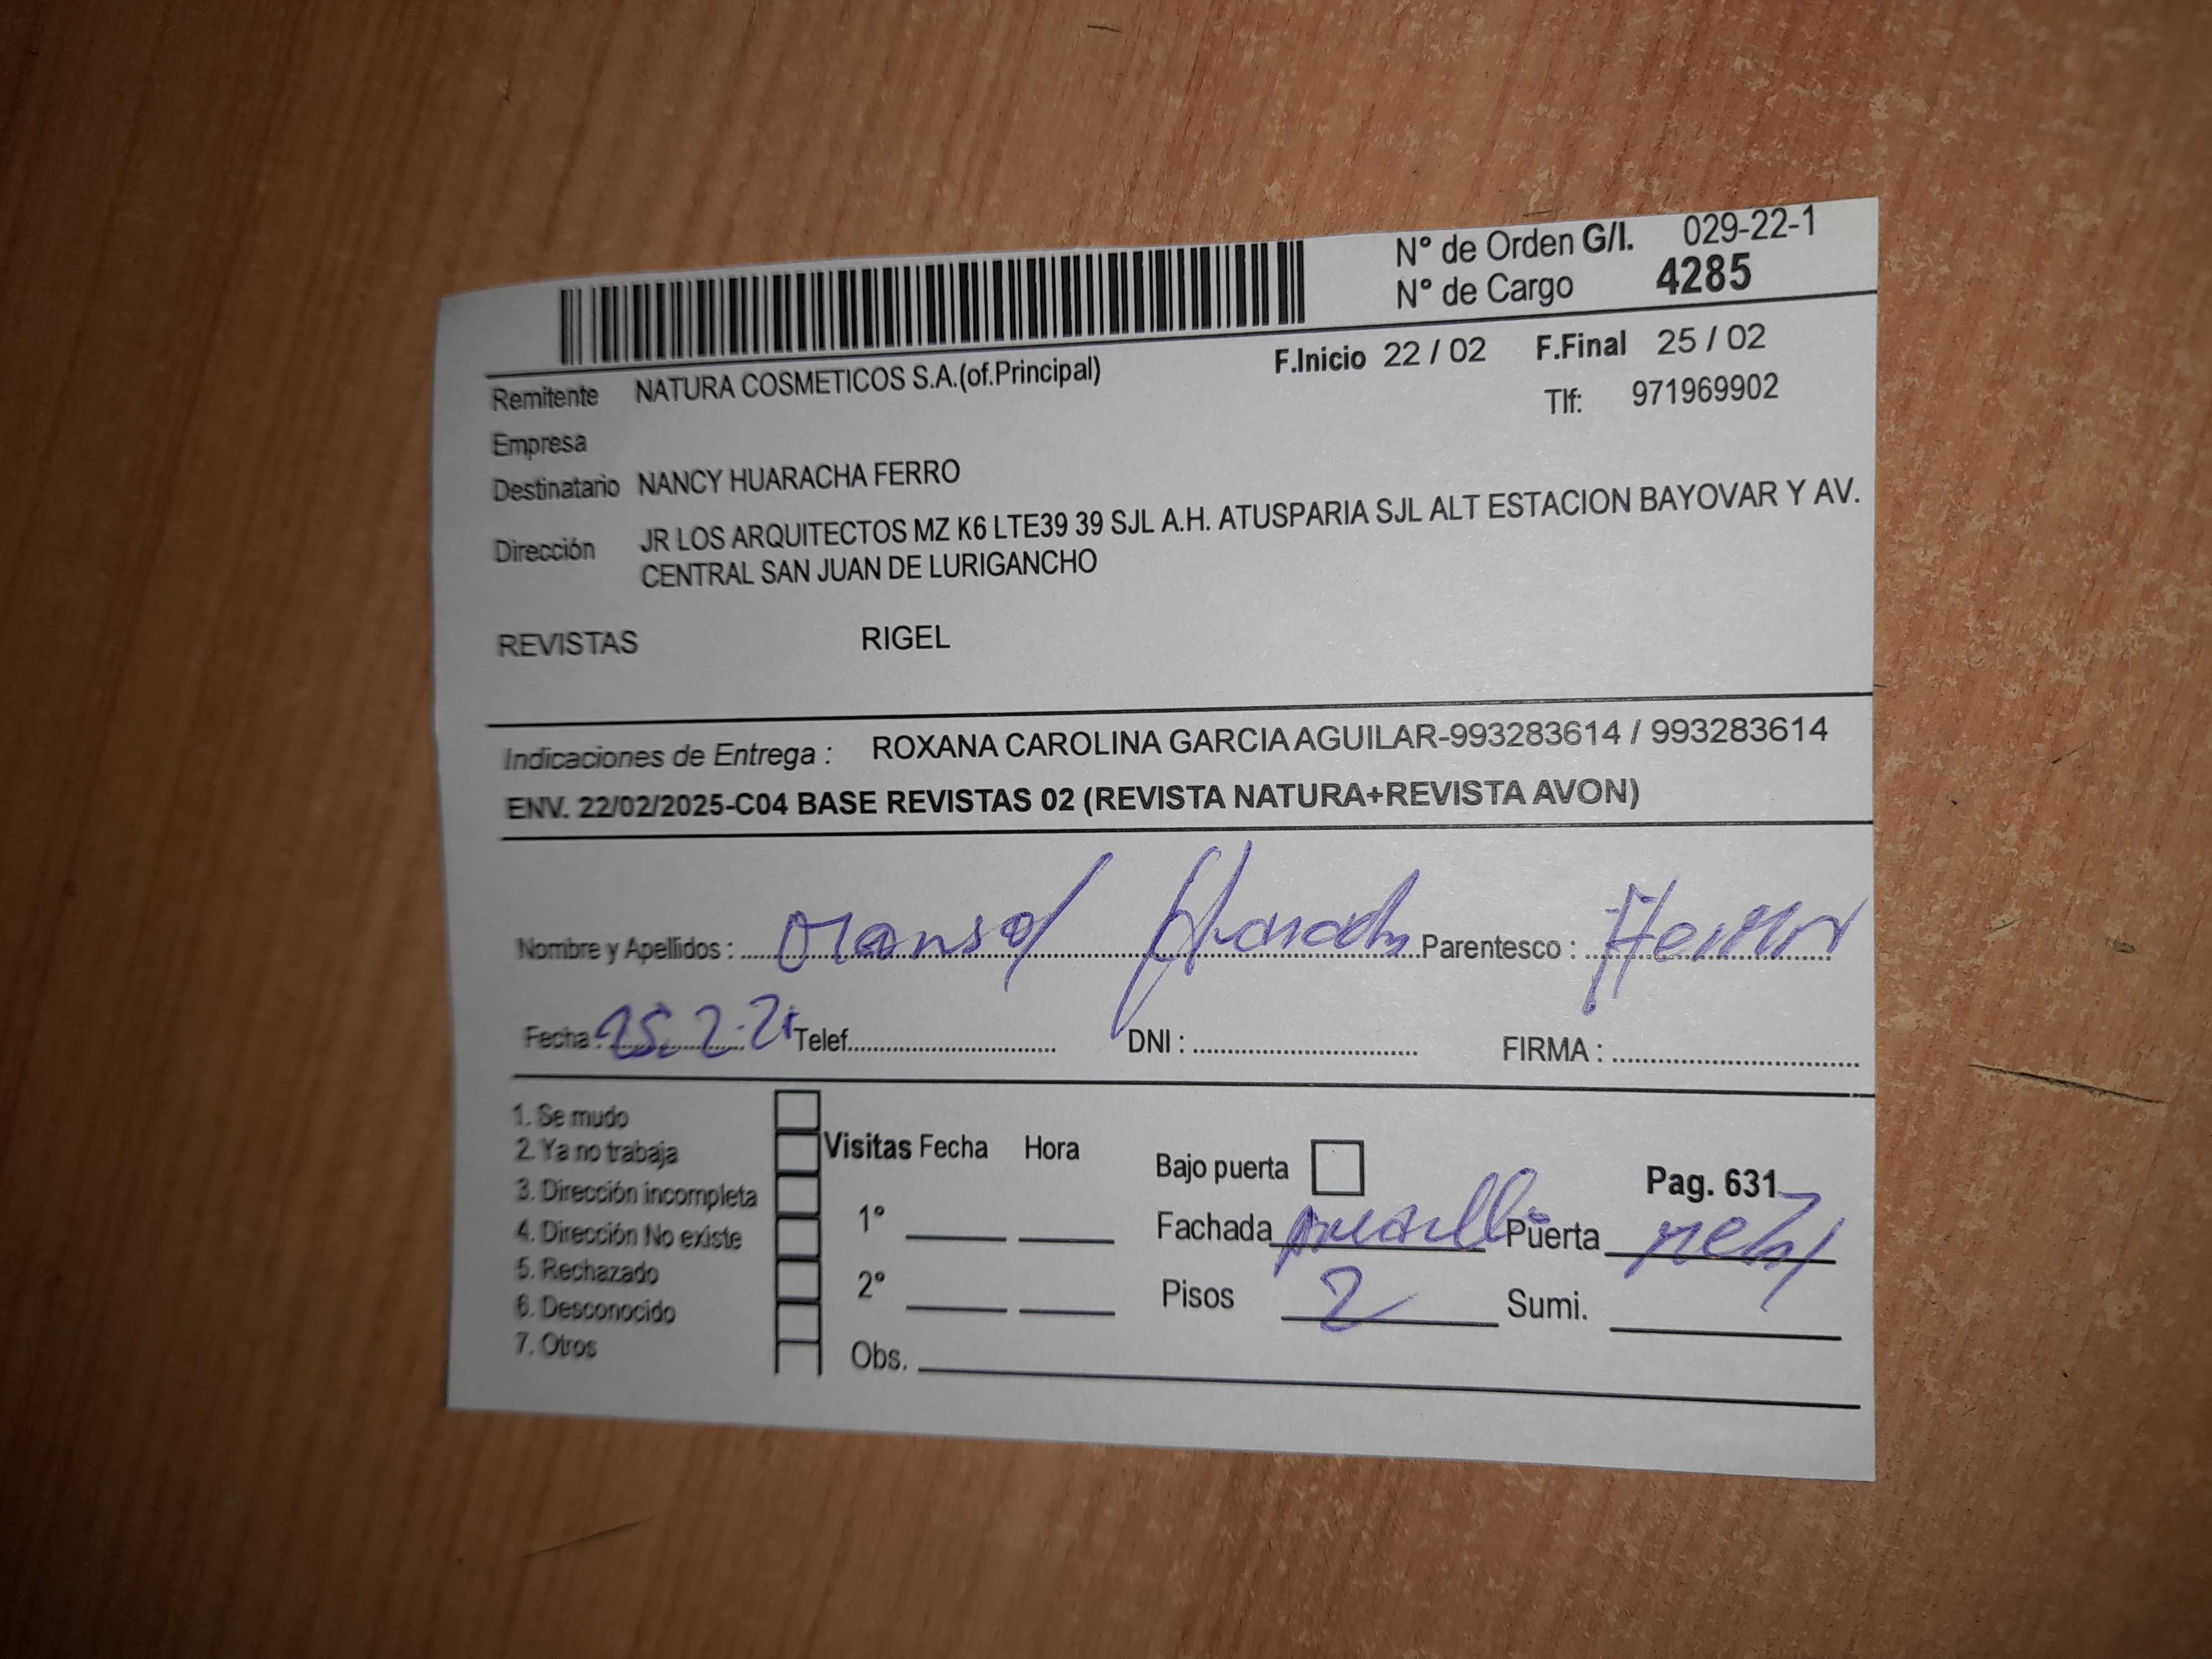 N° de Orden G/I. 029-22-1
N° de Cargo 4285
F.Inicio 22 / 02 F.Final 25 / 02
Remitente NATURA COSMETICOS S.A.(of.Principal)
Tlf: 971969902
Empresa
Destinatario NANCY HUARACHA FERRO
Dirección JR LOS ARQUITECTOS MZ K6 LTE39 39 SJL A.H. ATUSPARIA SJL ALT ESTACION BAYOVAR Y AV.
CENTRAL SAN JUAN DE LURIGANCHO
REVISTAS RIGEL
Indicaciones de Entrega : ROXANA CAROLINA GARCIA AGUILAR-993283614 / 993283614
ENV. 22/02/2025-C04 BASE REVISTAS 02 (REVISTA NATURA+REVISTA AVON)
Nombre y Apellidos : Parentesco :
Fecha : Telef. DNI : FIRMA :
1. Se mudo
2. Ya no trabaja
3. Dirección incompleta
4. Dirección No existe
5. Rechazado
6. Desconocido
7. Otros
Visitas Fecha Hora
1°
2°
Obs.
Bajo puerta Pag. 631
Fachada Puerta
Pisos 2 Sumi.